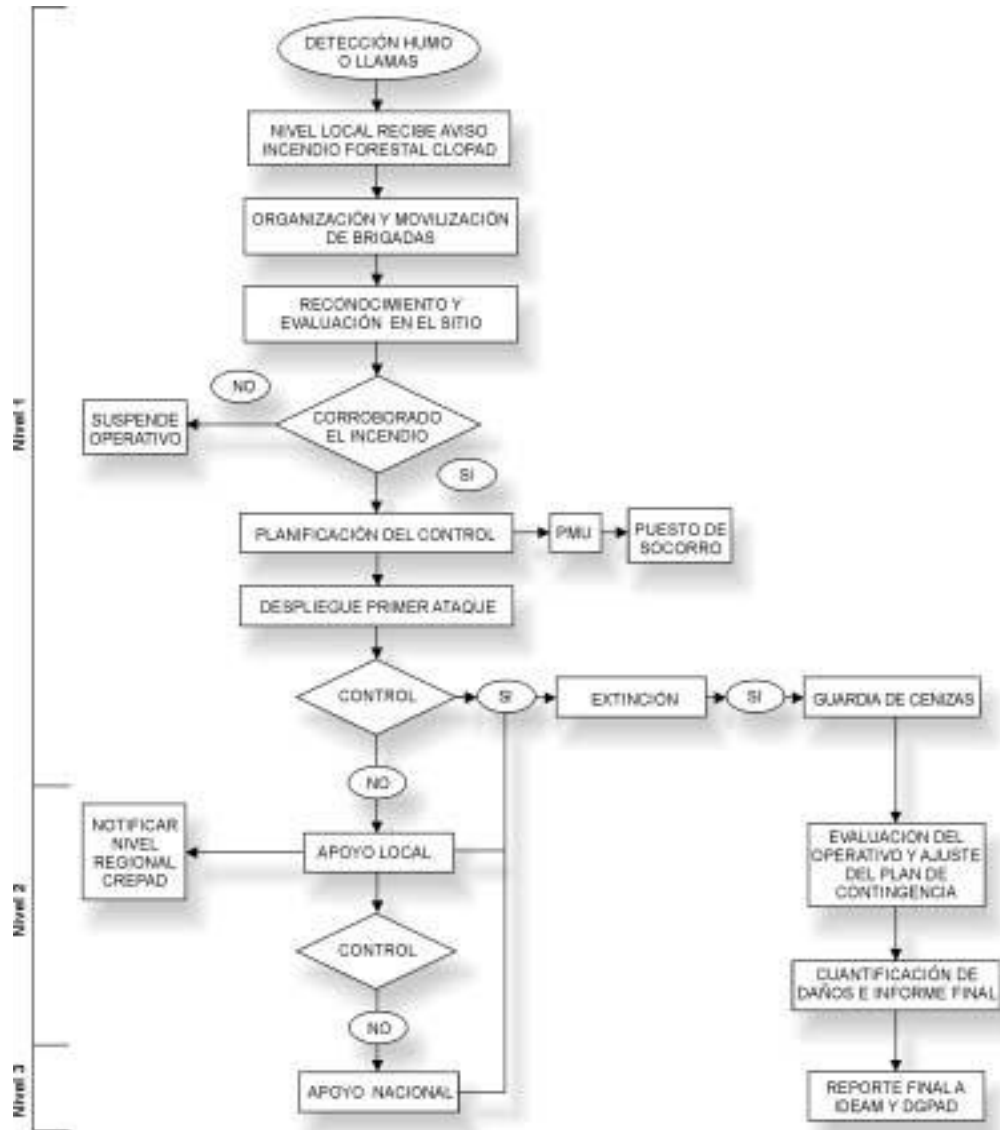 DETECCIÓN HUMO
O LLAMAS
NIVEL LOCAL RECIBE AVISO
INCENDIO FORESTAL CLOPAD
ORGANIZACIÓN Y MOVILIZACIÓN
DE BRIGADAS
RECONOCIMIENTO Y
EVALUACIÓN EN EL SITIO
Nivel 1
NO
SUSPENDE
OPERATIVO
CORROBORADO
EL INCENDIO
SI
PLANIFICACIÓN DEL CONTROL
PMU
PUESTO DE
SOCORRO
DESPLIEGUE PRIMER ATAQUE
CONTROL
SI
EXTINCIÓN
SI
GUARDIA DE CENIZAS
NO
Nivel 2
NOTIFICAR
NIVEL
REGIONAL
CREPAD
APOYO LOCAL
EVALUACION DEL
OPERATIVO Y AJUSTE
DEL PLAN DE
CONTINGENCIA
CONTROL
CUANTIFICACIÓN DE
DAÑOS E INFORME FINAL
NO
Nivel 3
APOYO NACIONAL
REPORTE FINAL A
IDEAM Y DGPAD